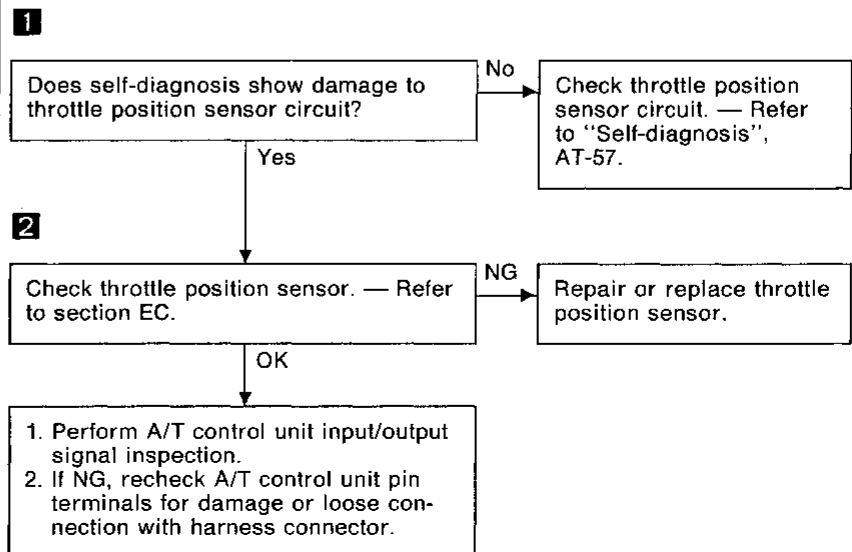 1
Does self-diagnosis show damage to
throttle position sensor circuit?
No
Check throttle position
sensor circuit. — Refer
to "Self-diagnosis",
AT-57.
Yes
2
Check throttle position sensor. — Refer
to section EC.
NG
Repair or replace throttle
position sensor.
OK
1. Perform A/T control unit input/output
signal inspection.
2. If NG, recheck A/T control unit pin
terminals for damage or loose con-
nection with harness connector.